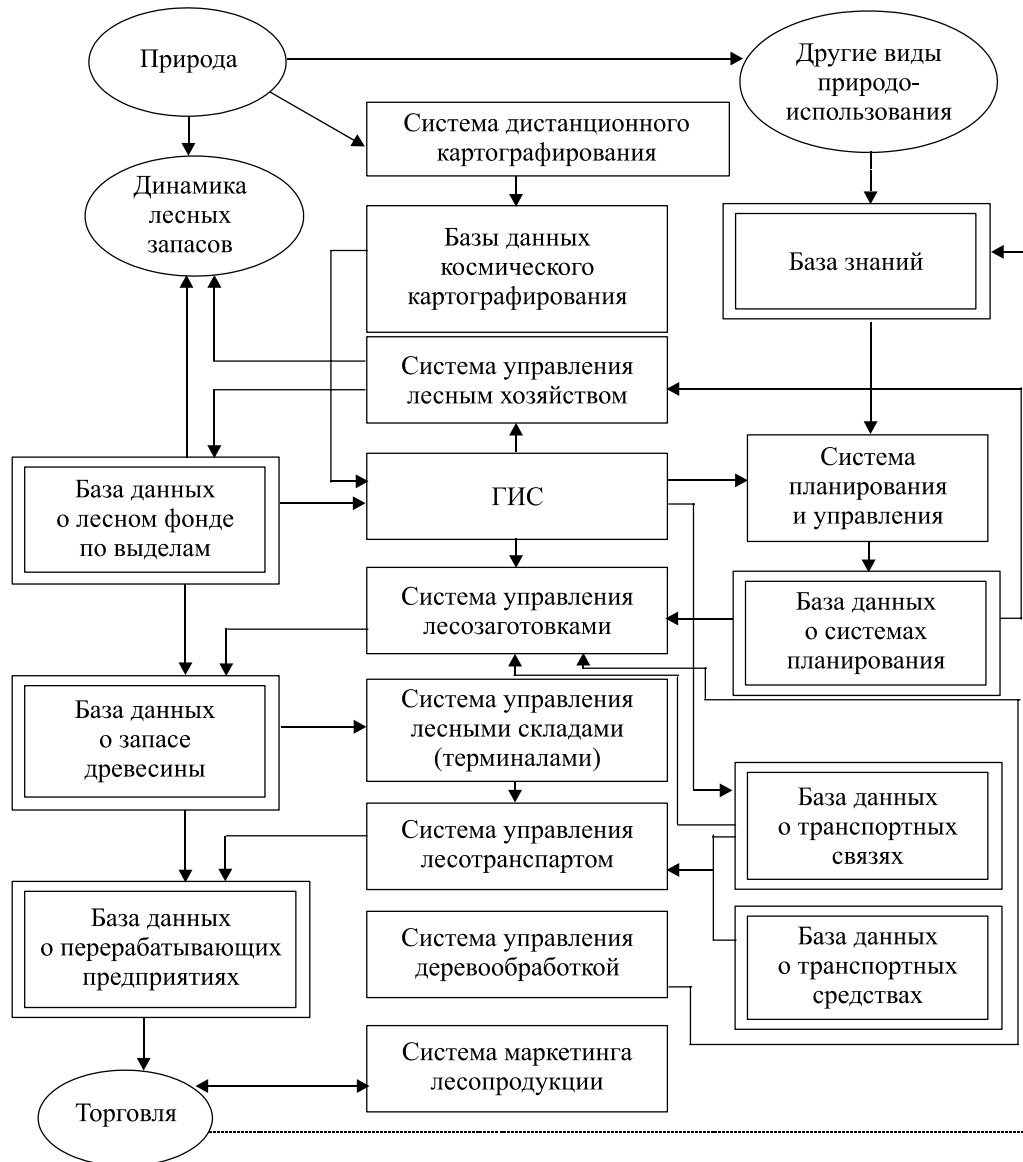 Природа
Другие виды
природо-
использования
Система дистанционного
картографирования
Динамика
лесных
запасов
Базы данных
космического
картографирования
База знаний
Система управления
лесным хозяйством
База данных
о лесном фонде
по выделам
ГИС
Система
планирования
и управления
Система управления
лесозаготовками
База данных
о системах
планирования
База данных
о запасе
древесины
Система управления
лесными складами
(терминалами)
База данных
о транспортных
связях
Система управления
лесотранспартом
База данных
о перерабатывающих
предприятиях
Система управления
деревообработкой
База данных
о транспортных
средствах
Система маркетинга
лесопродукции
Торговля